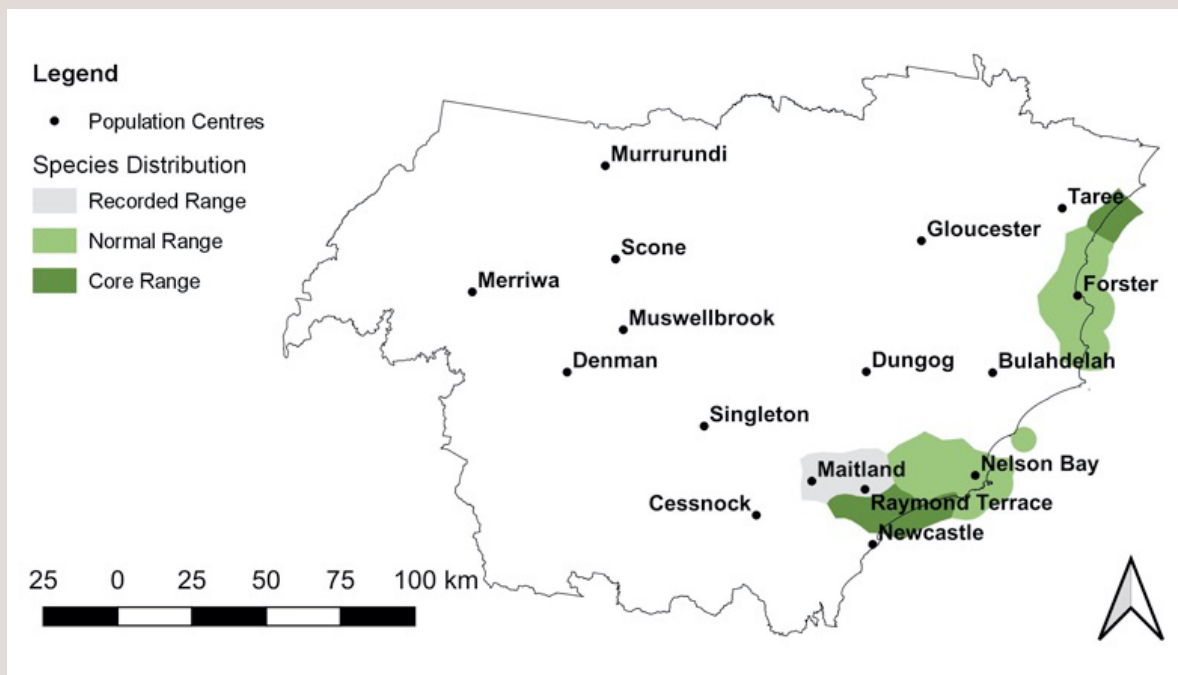 Legend
Population Centres
Species Distribution
Recorded Range
Normal Range
Core Range
Murrurundi
Taree
Gloucester
Scone
Merriwa
Forster
Muswellbrook
Denman
Dungog
Bulahdelah
Singleton
Maitland
Nelson Bay
Cessnock
Raymond Terrace
Newcastle
25 0 25 50 75 100 km